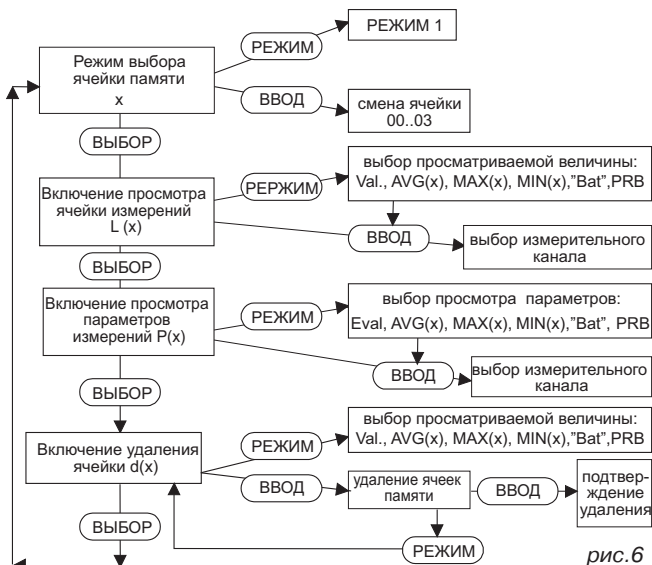 РЕЖИМ 1
РЕЖИМ
Режим выбора
ячейки памяти
x
ВВОД
смена ячейки
00..03
ВЫБОР
выбор просматриваемой величины:
Val., AVG(x), MAX(x), MIN(x),"Bat",PRB
РЕРЖИМ
Включение просмотра
ячейки измерений
L (x)
ВВОД
выбор измерительного
канала
ВЫБОР
Включение просмотра
параметров
измерений P(x)
РЕЖИМ
выбор просмотра параметров:
Eval, AVG(x), MAX(x), MIN(x),"Bat", PRB
ВВОД
выбор измерительного
канала
ВЫБОР
выбор просматриваемой величины:
Val., AVG(x), MAX(x), MIN(x),"Bat",PRB
РЕЖИМ
Включение удаления
ячейки d(x)
ВВОД
удаление ячеек
памяти
ВВОД
подтвер-
ждение
удаления
ВЫБОР
РЕЖИМ
рис.6